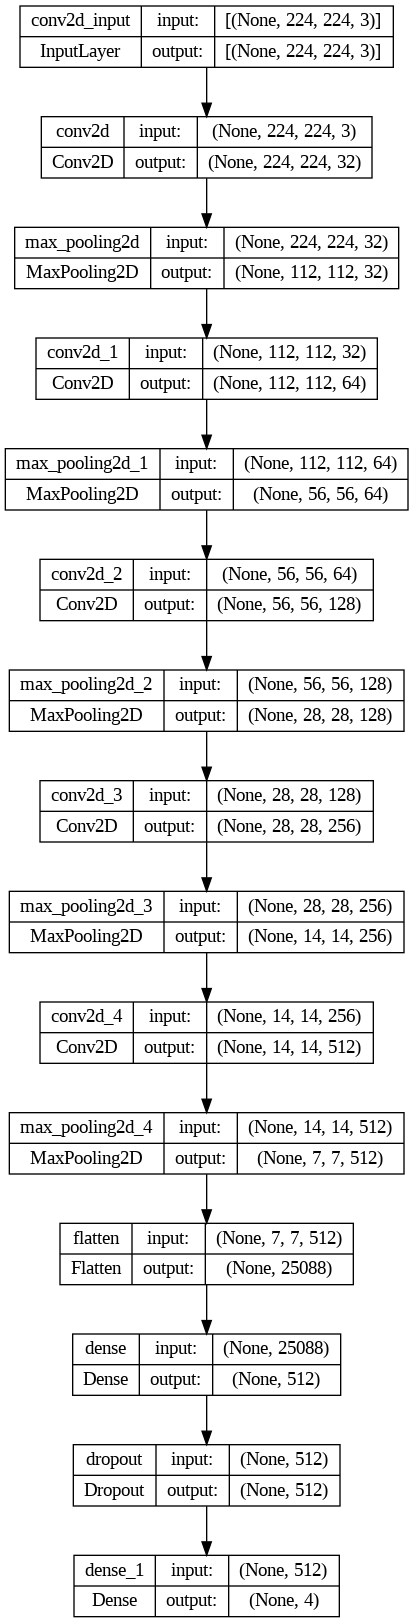 conv2d_input input: [(None, 224, 224, 3)]
InputLayer output: [(None, 224, 224, 3)]
conv2d input: (None, 224, 224, 3)
Conv2D output: (None, 224, 224, 32)
max_pooling2d input: (None, 224, 224, 32)
MaxPooling2D output: (None, 112, 112, 32)
conv2d_1 input: (None, 112, 112, 32)
Conv2D output: (None, 112, 112, 64)
max_pooling2d_1 input: (None, 112, 112, 64)
MaxPooling2D output: (None, 56, 56, 64)
conv2d_2 input: (None, 56, 56, 64)
Conv2D output: (None, 56, 56, 128)
max_pooling2d_2 input: (None, 56, 56, 128)
MaxPooling2D output: (None, 28, 28, 128)
conv2d_3 input: (None, 28, 28, 128)
Conv2D output: (None, 28, 28, 256)
max_pooling2d_3 input: (None, 28, 28, 256)
MaxPooling2D output: (None, 14, 14, 256)
conv2d_4 input: (None, 14, 14, 256)
Conv2D output: (None, 14, 14, 512)
max_pooling2d_4 input: (None, 14, 14, 512)
MaxPooling2D output: (None, 7, 7, 512)
flatten input: (None, 7, 7, 512)
Flatten output: (None, 25088)
dense input: (None, 25088)
Dense output: (None, 512)
dropout input: (None, 512)
Dropout output: (None, 512)
dense_1 input: (None, 512)
Dense output: (None, 4)